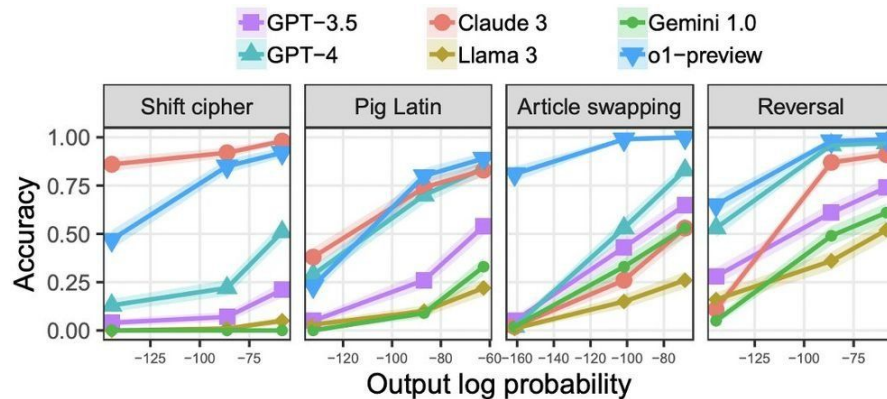 GPT−3.5 Claude 3 Gemini 1.0
GPT−4 Llama 3 o1−preview
Shift cipher Pig Latin Article swapping Reversal
Accuracy
1.00
0.75
0.50
0.25
0.00
−125 −100 −75 −120 −100 −80 −60 −160 −140 −120 −100 −80 −125 −100 −75
Output log probability